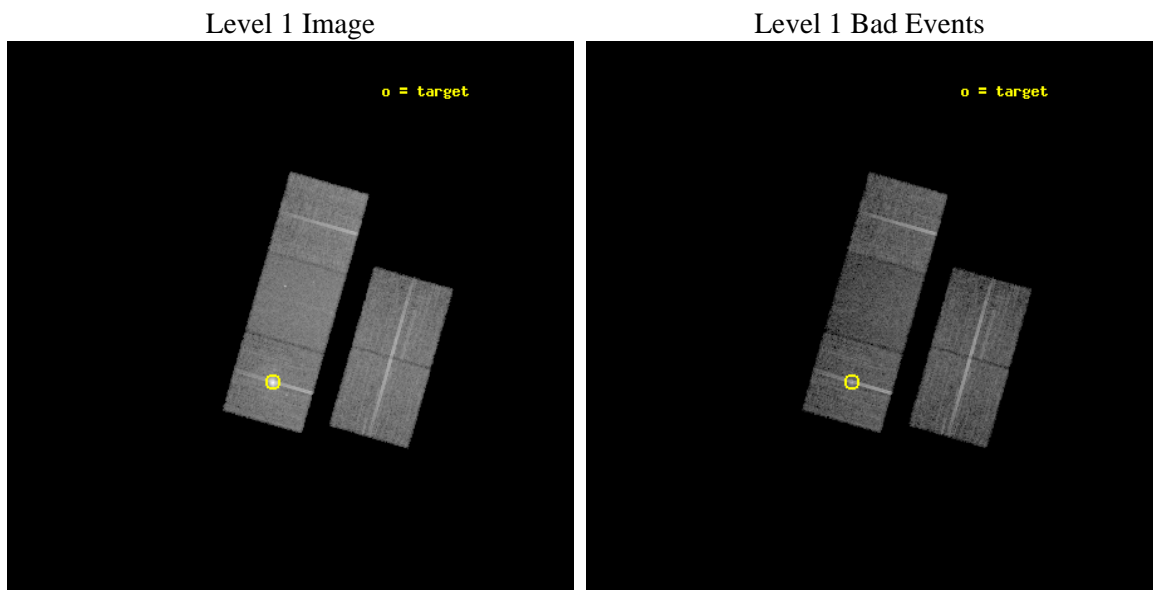 Level 1 Image
Level 1 Bad Events
o = target
o = target